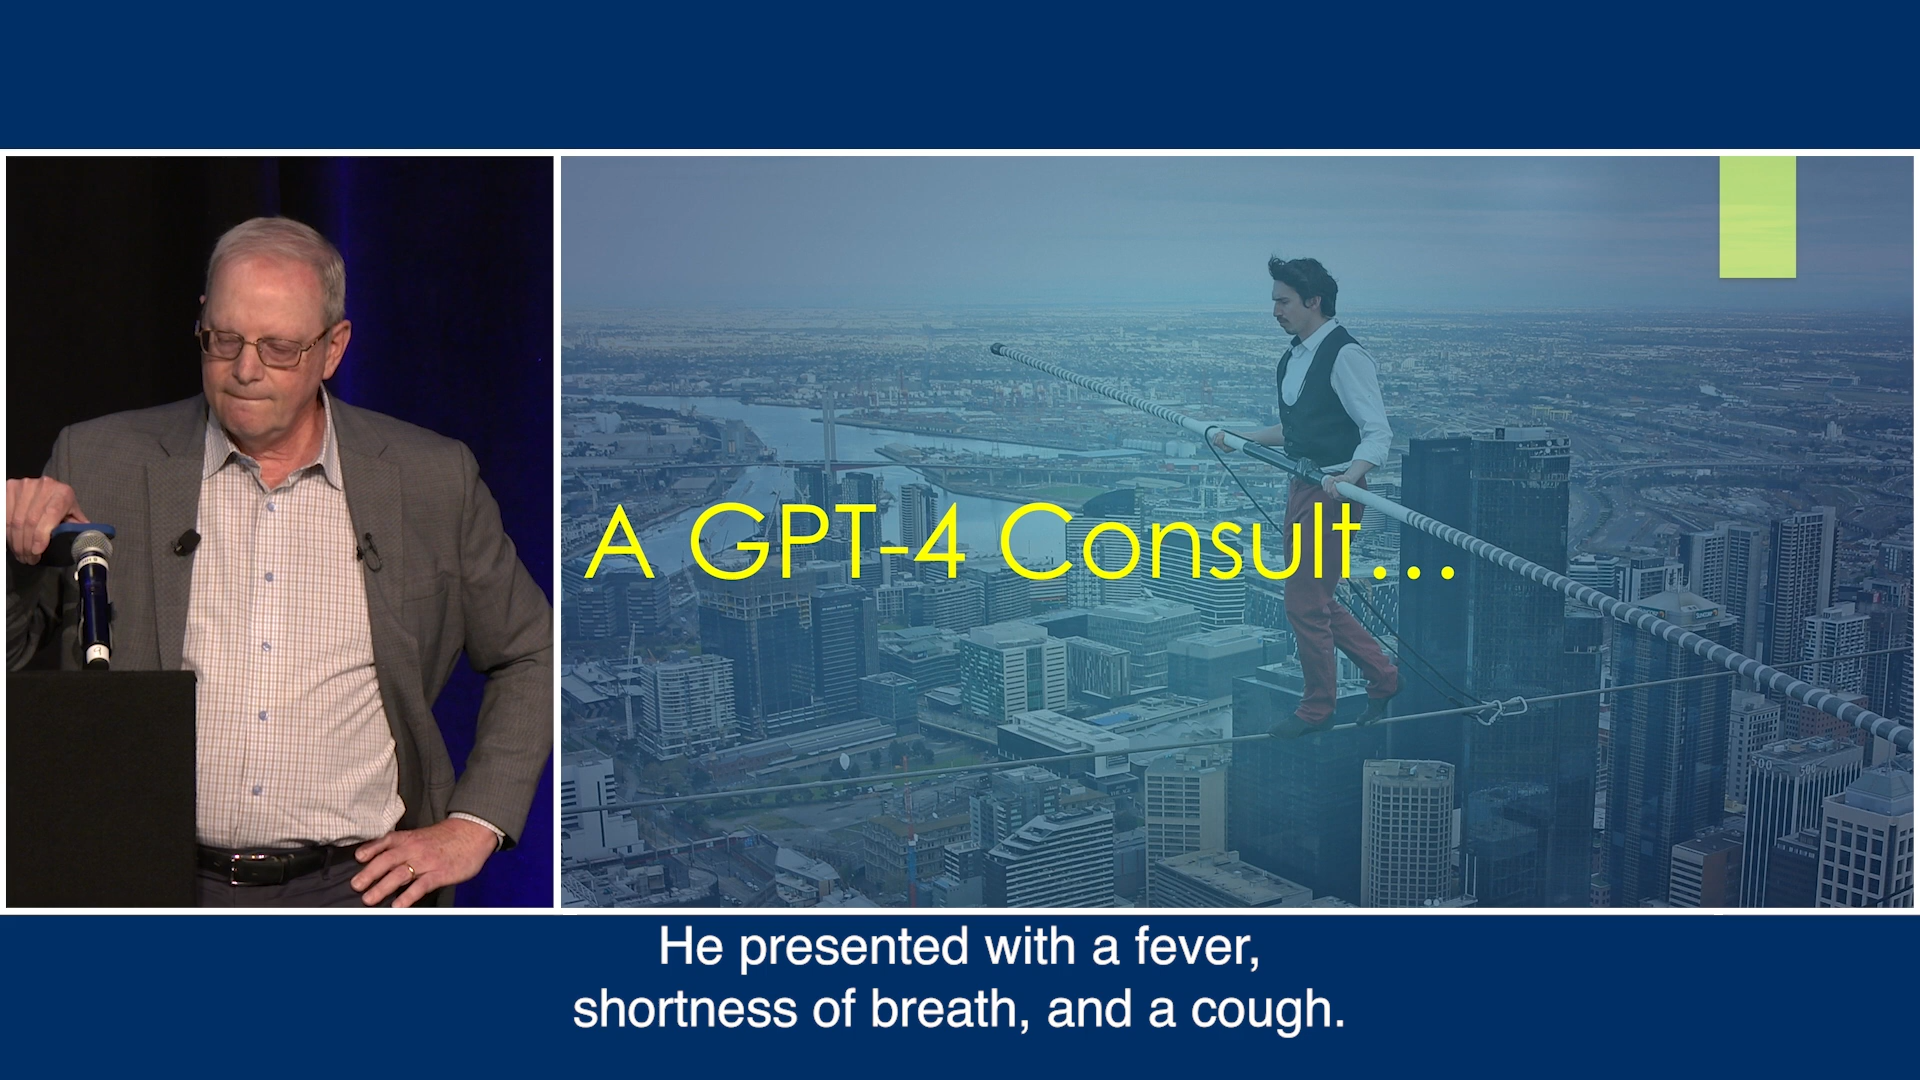 A GPT-4 Consult...
He presented with a fever,
shortness of breath, and a cough.